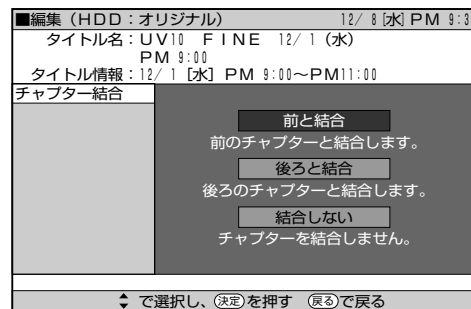 ■編集（HDD：オリジナル） 12/ 8 [水] PM 9:3
タイトル名：UV10 FINE 12/ 1（水）
PM 9:00
タイトル情報：12/ 1 [水] PM 9:00～PM11:00
チャプター結合
前と結合
前のチャプターと結合します。
後ろと結合
後ろのチャプターと結合します。
結合しない
チャプターを結合しません。
で選択し、決定を押す 戻るで戻る